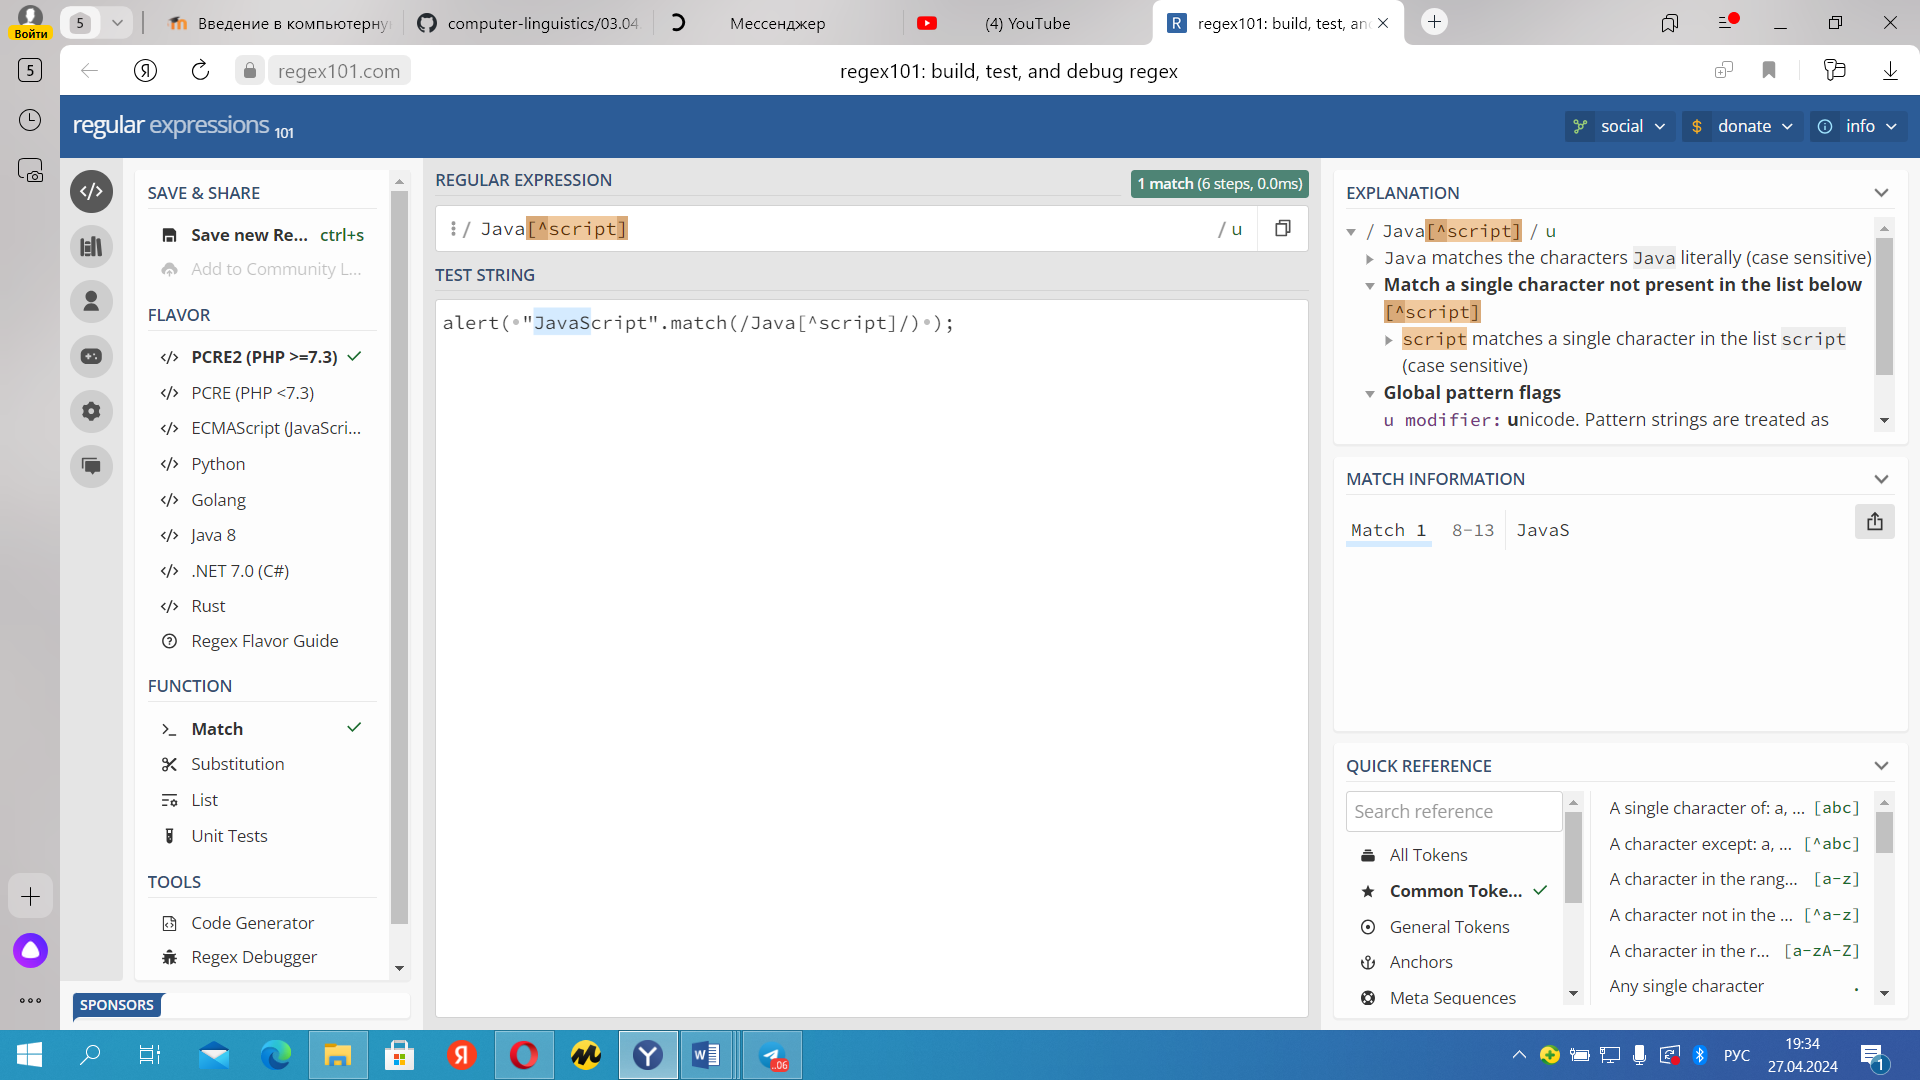 Войти
5
Введение в компьютерну
computer-linguistics/03.04
Мессенджер
(4) YouTube
R
regex101: build, test, an
5
Я
regex101.com
regex101: build, test, and debug regex
regular expressions 101
social
$ donate
info
SAVE & SHARE
Save new Re... ctrl+s
Add to Community L...
FLAVOR
PCRE2 (PHP >=7.3)
PCRE (PHP <7.3)
ECMAScript (JavaScri...
Python
Golang
Java 8
.NET 7.0 (C#)
Rust
Regex Flavor Guide
FUNCTION
Match
Substitution
List
Unit Tests
TOOLS
Code Generator
Regex Debugger
SPONSORS
REGULAR EXPRESSION
1 match (6 steps, 0.0ms)
/ Java[^script] / u
TEST STRING
alert( "JavaScript".match(/Java[^script]/) );
EXPLANATION
/ Java[^script] / u
Java matches the characters Java literally (case sensitive)
Match a single character not present in the list below
[^script]
script matches a single character in the list script
(case sensitive)
Global pattern flags
u modifier: unicode. Pattern strings are treated as
MATCH INFORMATION
Match 1 8-13 JavaS
QUICK REFERENCE
Search reference
All Tokens
Common Toke...
General Tokens
Anchors
Meta Sequences
A single character of: a, ... [abc]
A character except: a, ... [^abc]
A character in the rang... [a-z]
A character not in the ... [^a-z]
A character in the r... [a-zA-Z]
Any single character .
Я
Y
W
..06
РУС
19:34
27.04.2024
1